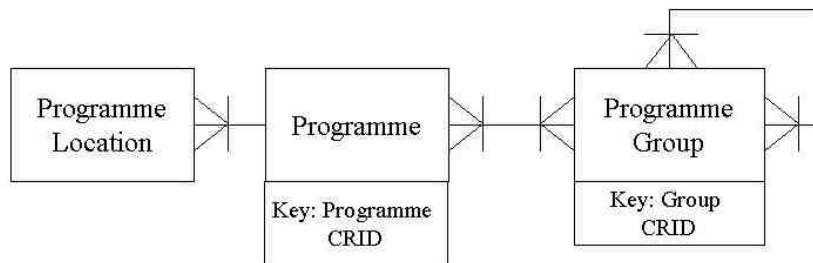 Programme
Location
Programme
Key: Programme
CRID
Programme
Group
Key: Group
CRID